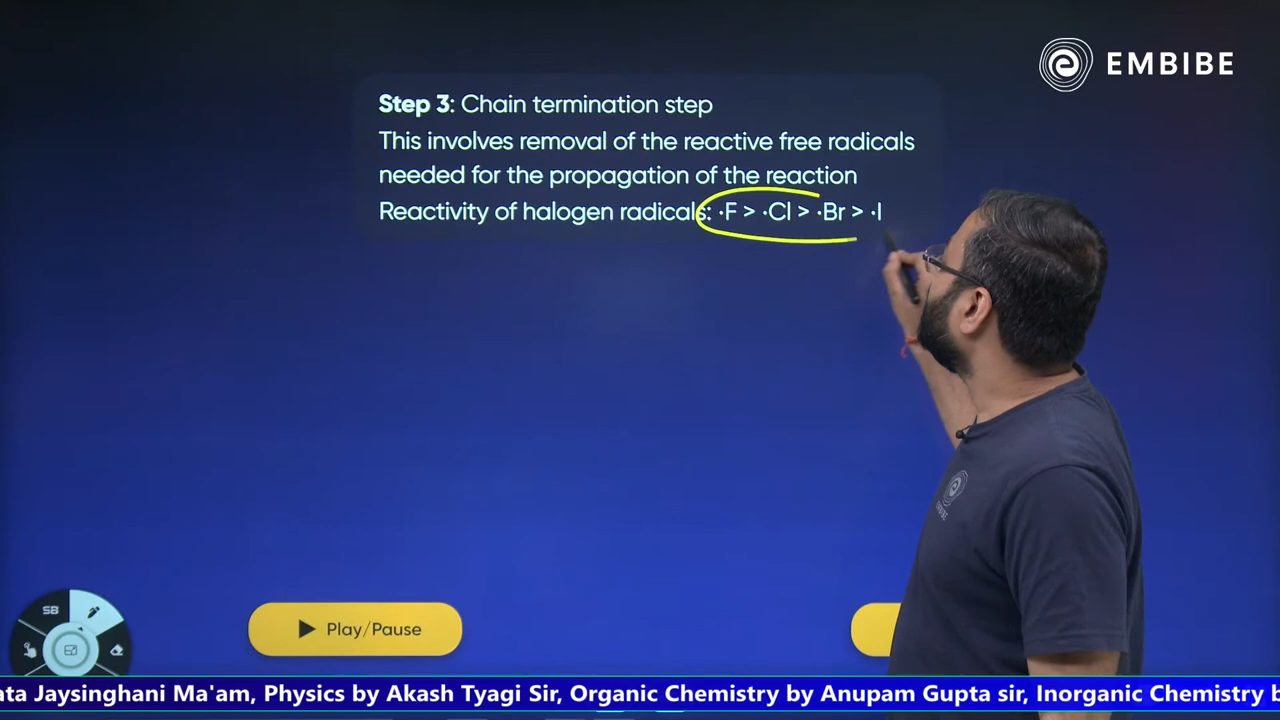 EMBIBE
Step 3: Chain termination step
This involves removal of the reactive free radicals
needed for the propagation of the reaction
Reactivity of halogen radicals: ·F > ·Cl > ·Br > ·I
SB
Play/Pause
Jaysinghani Ma'am, Physics by Akash Tyagi Sir, Organic Chemistry by Anupam Gupta sir, Inorganic Chemistry